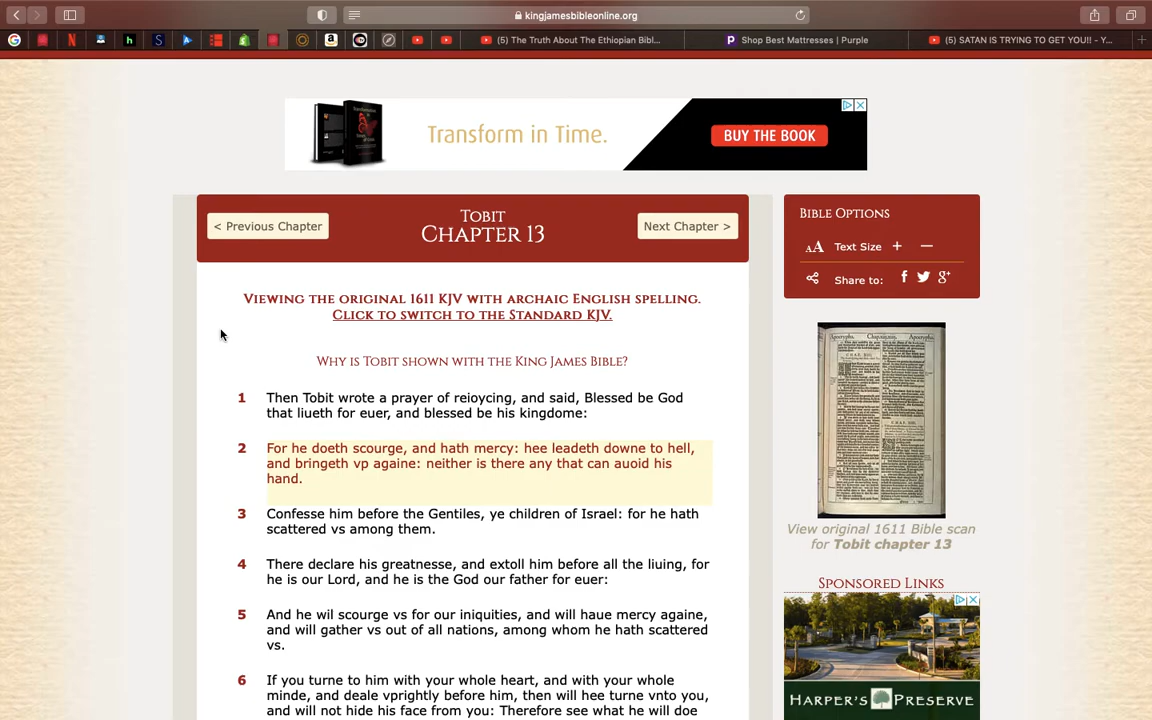 kingjamesbibleonline.org
(5) The Truth About The Ethiopian Bibl...
Shop Best Mattresses | Purple
(5) SATAN IS TRYING TO GET YOU!! - Y...
Transform in Time.
BUY THE BOOK
< Previous Chapter
Tobit
Chapter 13
Next Chapter >
Bible Options
AA Text Size + —
Share to: f g+
Viewing the original 1611 KJV with archaic English spelling.
Click to switch to the Standard KJV.
Why is Tobit shown with the King James Bible?
1 Then Tobit wrote a prayer of reioycing, and said, Blessed be God
that liueth for euer, and blessed be his kingdome:
2 For he doeth scourge, and hath mercy: hee leadeth downe to hell,
and bringeth vp againe: neither is there any that can auoid his
hand.
3 Confesse him before the Gentiles, ye children of Israel: for he hath
scattered vs among them.
4 There declare his greatnesse, and extoll him before all the liuing, for
he is our Lord, and he is the God our father for euer:
5 And he wil scourge vs for our iniquities, and will haue mercy againe,
and will gather vs out of all nations, among whom he hath scattered
vs.
6 If you turne to him with your whole heart, and with your whole
minde, and deale vprightly before him, then will hee turne vnto you,
and will not hide his face from you: Therefore see what he will doe
View original 1611 Bible scan
for Tobit chapter 13
Sponsored Links
HARPER'S PRESERVE